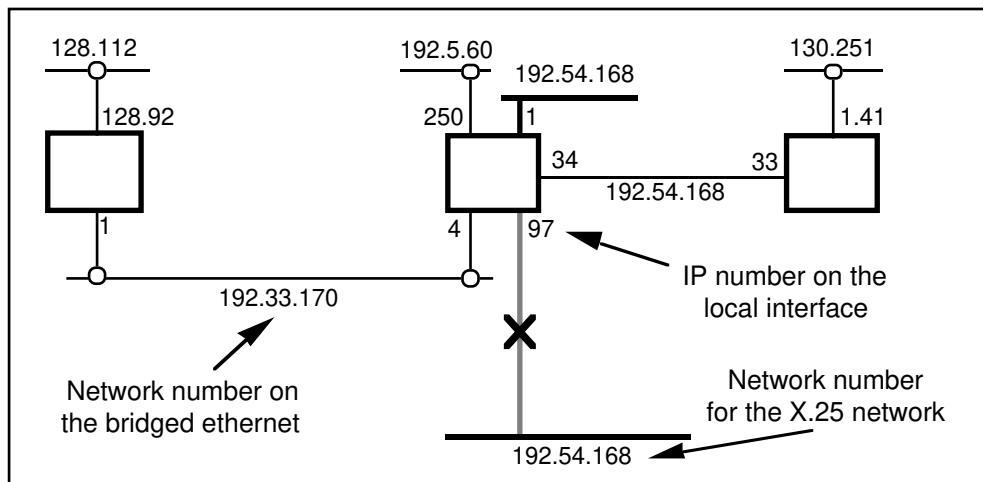 128.112
192.5.60
130.251
192.54.168
128.92
250
1
1.41
34
33
192.54.168
1
4
97
IP number on the
local interface
192.33.170
Network number on
the bridged ethernet
Network number
for the X.25 network
192.54.168